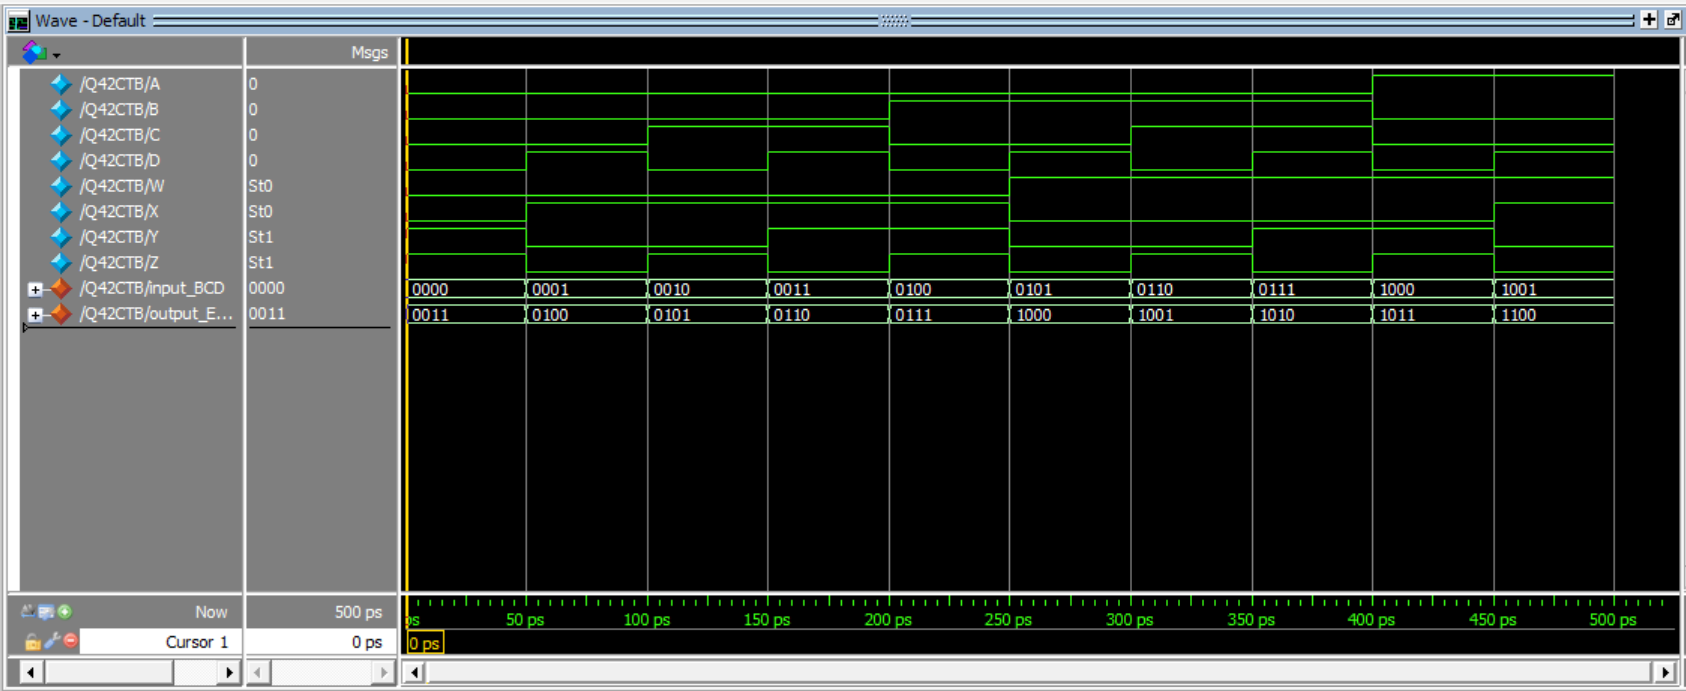 Wave - Default
Msgs
/Q42CTB/A 0
/Q42CTB/B 0
/Q42CTB/C 0
/Q42CTB/D 0
/Q42CTB/W St0
/Q42CTB/X St0
/Q42CTB/Y St1
/Q42CTB/Z St1
/Q42CTB/input_BCD 0000 0000 0001 0010 0011 0100 0101 0110 0111 1000 1001
/Q42CTB/output_E... 0011 0011 0100 0101 0110 0111 1000 1001 1010 1011 1100
Now 500 ps ps 50 ps 100 ps 150 ps 200 ps 250 ps 300 ps 350 ps 400 ps 450 ps 500 ps
Cursor 1 0 ps 0 ps